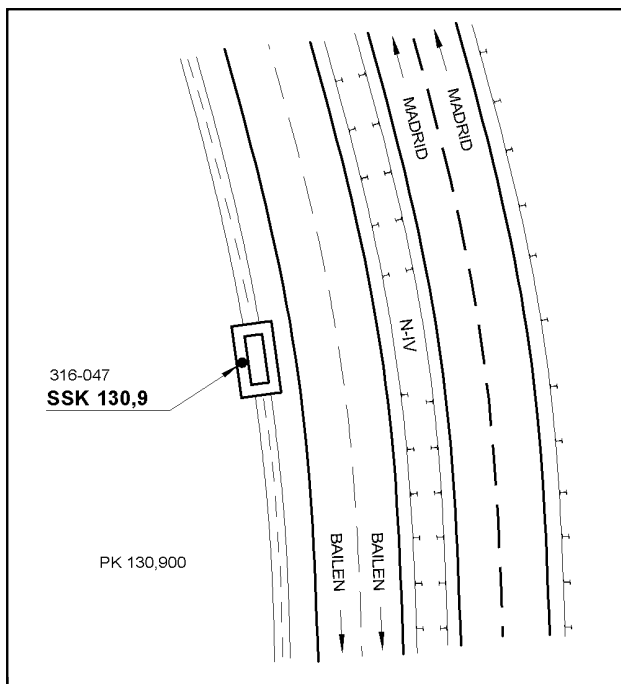 MADRID
MADRID
N-IV
316-047
SSK 130,9
PK 130,900
BAILEN
BAILEN